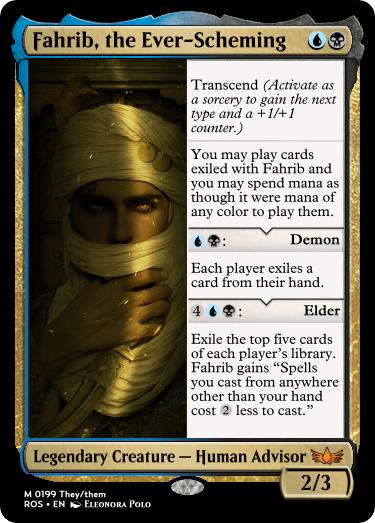 Fahrib, the Ever-Scheming
Transcend (Activate as
a sorcery to gain the next
type and a +1/+1
counter.)
You may play cards
exiled with Fahrib and
you may spend mana as
though it were mana of
any color to play them.
: Demon
Each player exiles a
card from their hand.
4 : Elder
Exile the top five cards
of each player's library.
Fahrib gains “Spells
you cast from anywhere
other than your hand
cost 2 less to cast.”
Legendary Creature — Human Advisor
2/3
M 0199 They/them
ROS • EN Eleonora Polo